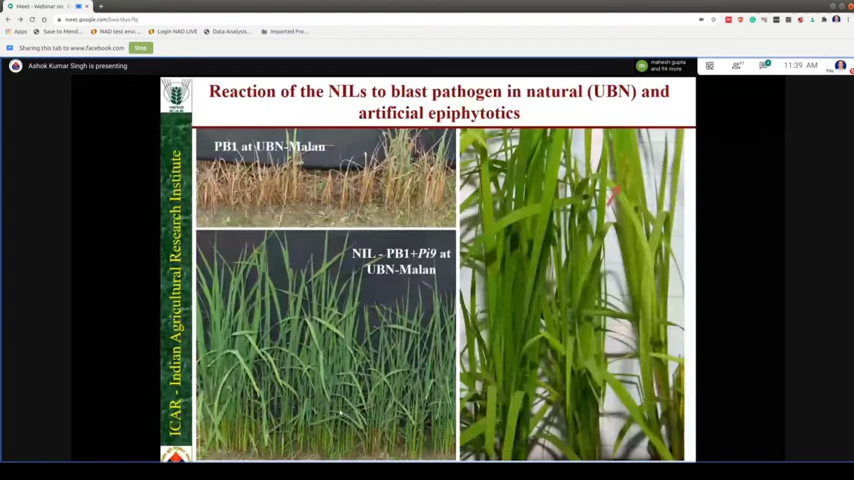 Meet - Webinar on
meet.google.com/bwx-tkys-fbj
Apps
Save to Mend...
NAD test envi...
Login NAD LIVE
Data Analysis...
Imported Fro...
Sharing this tab to www.facebook.com
Stop
Ashok Kumar Singh is presenting
m
mahesh gupta
and 94 more
11:39 AM
You
Reaction of the NILs to blast pathogen in natural (UBN) and
artificial epiphytotics
ICAR - Indian Agricultural Research Institute
PB1 at UBN-Malan
NIL - PB1+Pi9 at
UBN-Malan